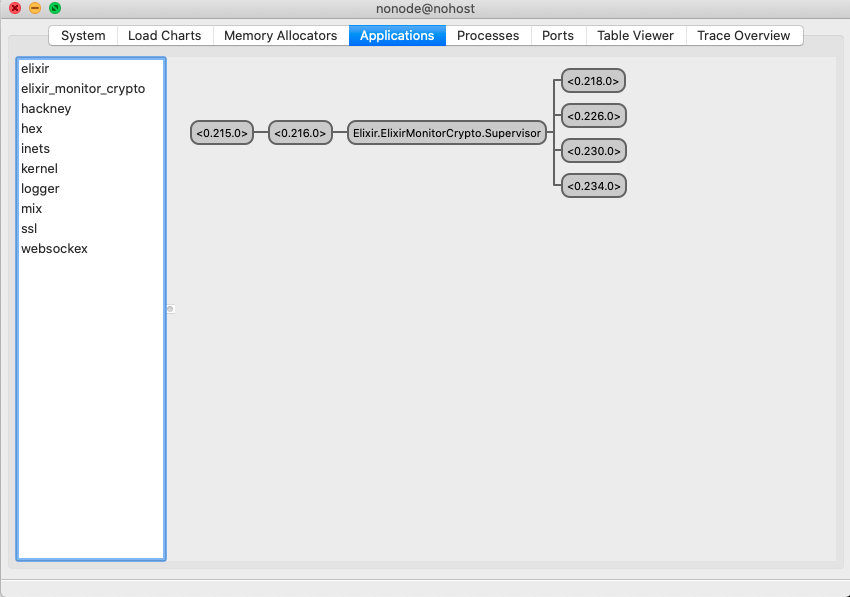 nonode@nohost
System Load Charts Memory Allocators Applications Processes Ports Table Viewer Trace Overview
elixir
elixir_monitor_crypto
hackney
hex
inets
kernel
logger
mix
ssl
websockex
<0.215.0> <0.216.0> Elixir.ElixirMonitorCrypto.Supervisor
<0.218.0>
<0.226.0>
<0.230.0>
<0.234.0>